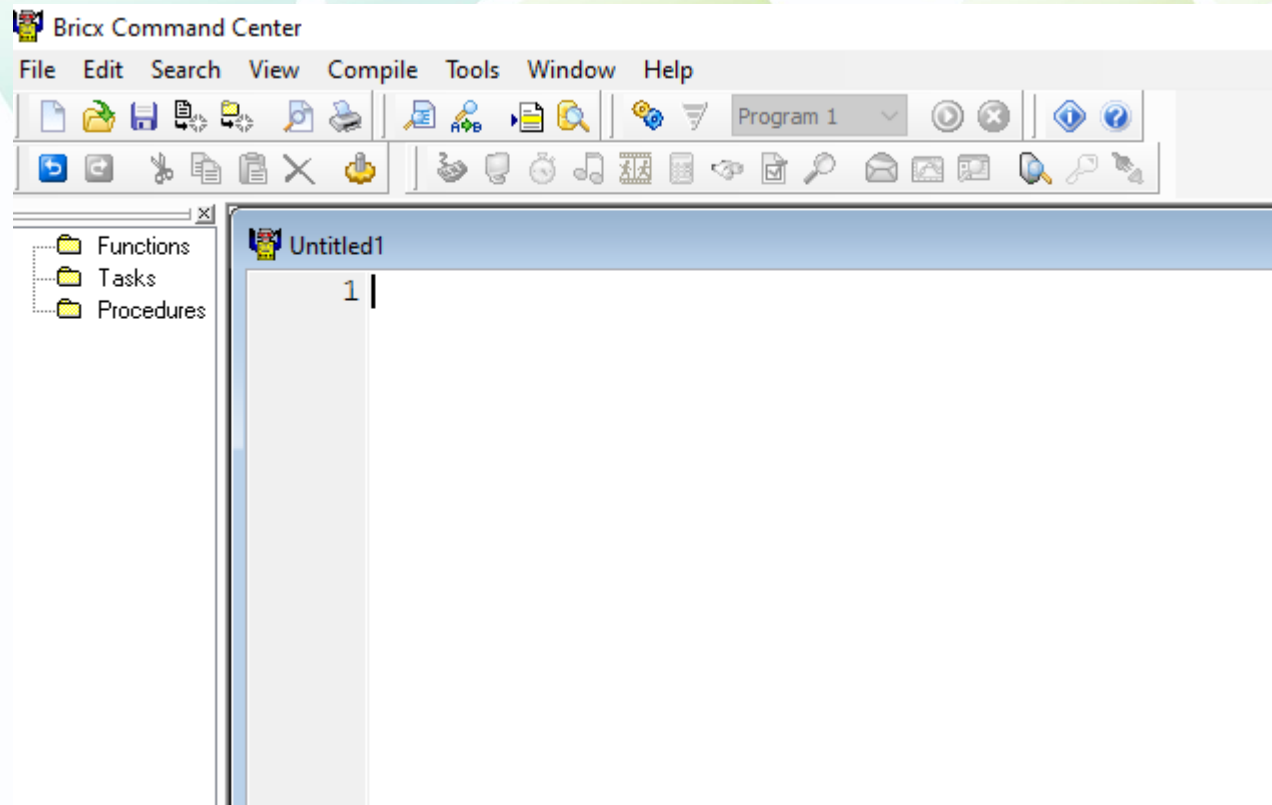 Bricx Command Center
File Edit Search View Compile Tools Window Help
Program 1
Functions
Tasks
Procedures
Untitled1
1